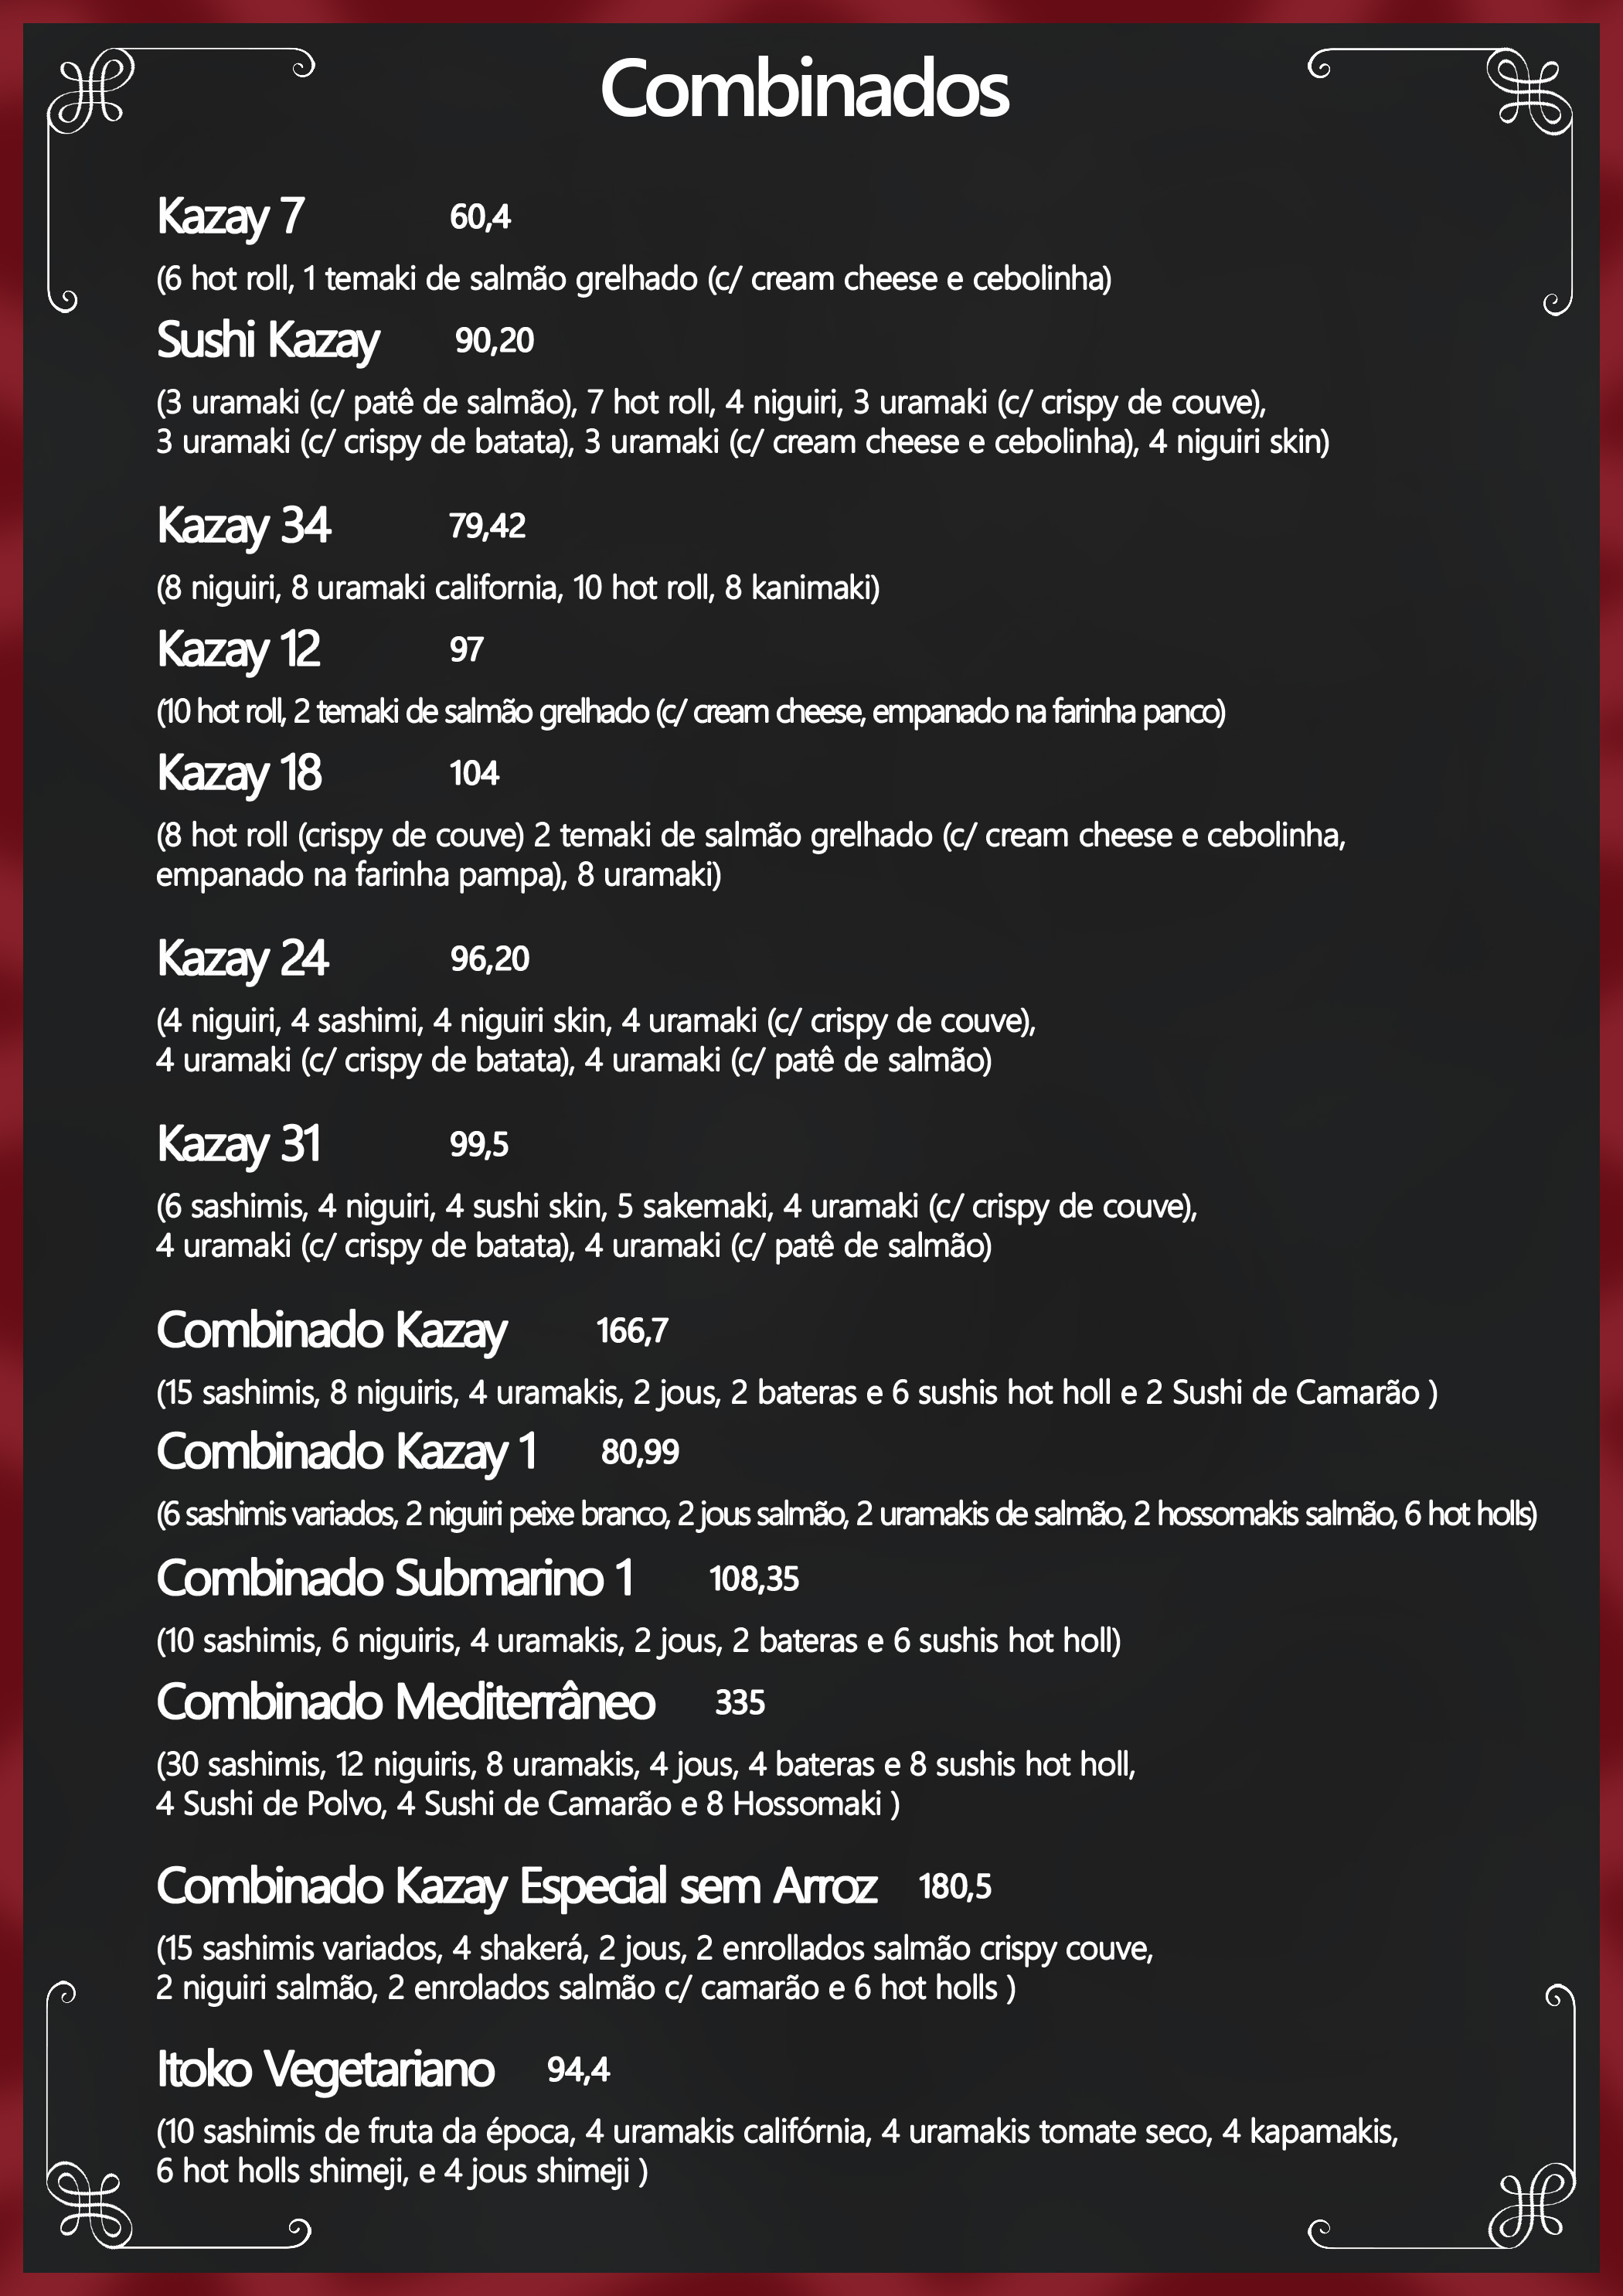 Combinados
Kazay 7 60,4
(6 hot roll, 1 temaki de salmão grelhado (c/ cream cheese e cebolinha)
Sushi Kazay 90,20
(3 uramaki (c/ patê de salmão), 7 hot roll, 4 niguiri, 3 uramaki (c/ crispy de couve),
3 uramaki (c/ crispy de batata), 3 uramaki (c/ cream cheese e cebolinha), 4 niguiri skin)
Kazay 34 79,42
(8 niguiri, 8 uramaki california, 10 hot roll, 8 kanimaki)
Kazay 12 97
(10 hot roll, 2 temaki de salmão grelhado (c/ cream cheese, empanado na farinha panco)
Kazay 18 104
(8 hot roll (crispy de couve) 2 temaki de salmão grelhado (c/ cream cheese e cebolinha,
empanado na farinha pampa), 8 uramaki)
Kazay 24 96,20
(4 niguiri, 4 sashimi, 4 niguiri skin, 4 uramaki (c/ crispy de couve),
4 uramaki (c/ crispy de batata), 4 uramaki (c/ patê de salmão)
Kazay 31 99,5
(6 sashimis, 4 niguiri, 4 sushi skin, 5 sakemaki, 4 uramaki (c/ crispy de couve),
4 uramaki (c/ crispy de batata), 4 uramaki (c/ patê de salmão)
Combinado Kazay 166,7
(15 sashimis, 8 niguiris, 4 uramakis, 2 jous, 2 bateras e 6 sushis hot holl e 2 Sushi de Camarão )
Combinado Kazay 1 80,99
(6 sashimis variados, 2 niguiri peixe branco, 2 jous salmão, 2 uramakis de salmão, 2 hossomakis salmão, 6 hot holls)
Combinado Submarino 1 108,35
(10 sashimis, 6 niguiris, 4 uramakis, 2 jous, 2 bateras e 6 sushis hot holl)
Combinado Mediterrâneo 335
(30 sashimis, 12 niguiris, 8 uramakis, 4 jous, 4 bateras e 8 sushis hot holl,
4 Sushi de Polvo, 4 Sushi de Camarão e 8 Hossomaki )
Combinado Kazay Especial sem Arroz 180,5
(15 sashimis variados, 4 shakerá, 2 jous, 2 enrollados salmão crispy couve,
2 niguiri salmão, 2 enrolados salmão c/ camarão e 6 hot holls )
Itoko Vegetariano 94,4
(10 sashimis de fruta da época, 4 uramakis califórnia, 4 uramakis tomate seco, 4 kapamakis,
6 hot holls shimeji, e 4 jous shimeji )